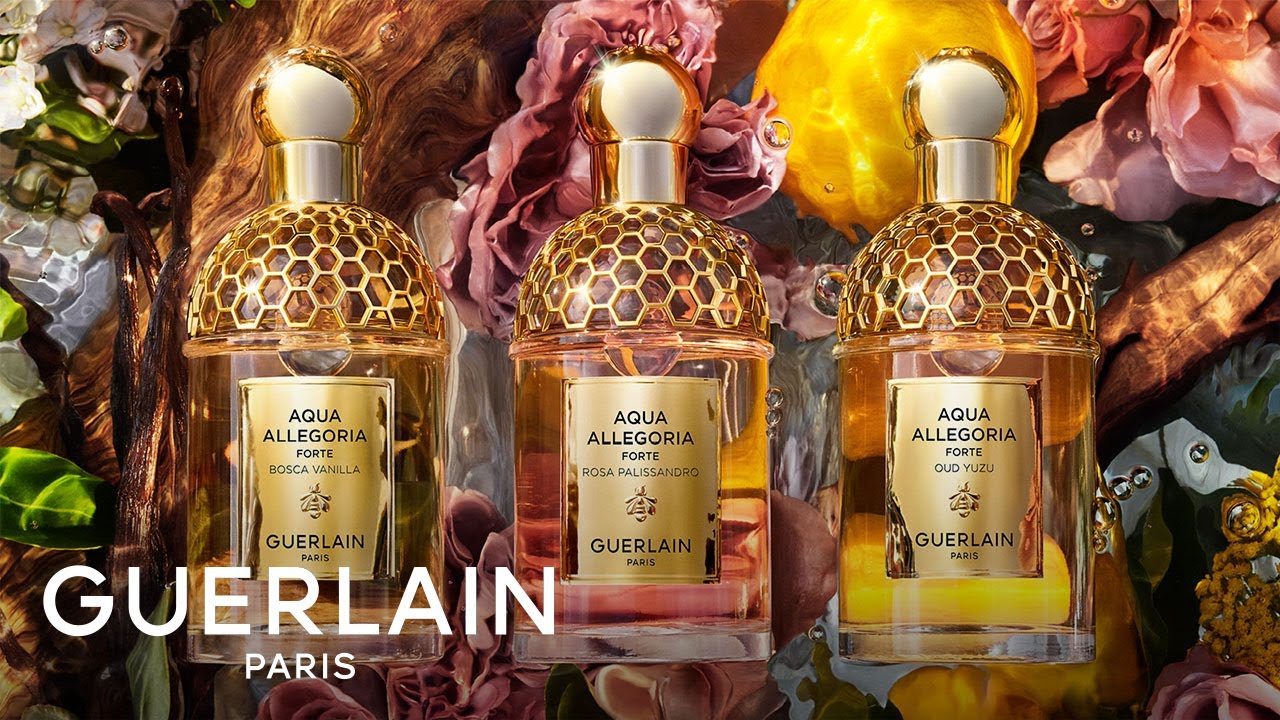 AQUA
ALLEGORIA
FORTE
BOSCA VANILLA
GUERLAIN
PARIS
AQUA
ALLEGORIA
FORTE
ROSA PALISSANDRO
GUERLAIN
PARIS
AQUA
ALLEGORIA
FORTE
OUD YUZU
GUERLAIN
PARIS
GUERLAIN
PARIS